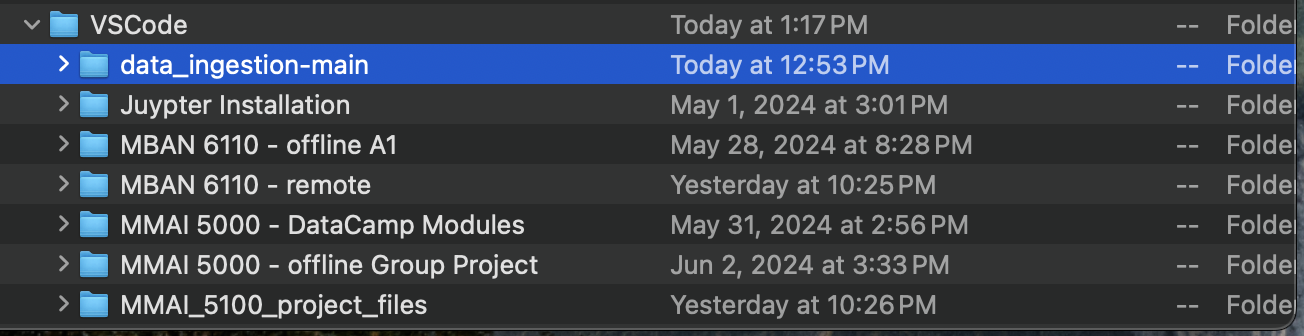 VSCode Today at 1:17 PM -- Folde
data_ingestion-main Today at 12:53 PM -- Folde
Juypter Installation May 1, 2024 at 3:01 PM -- Folde
MBAN 6110 - offline A1 May 28, 2024 at 8:28 PM -- Folde
MBAN 6110 - remote Yesterday at 10:25 PM -- Folde
MMAI 5000 - DataCamp Modules May 31, 2024 at 2:56 PM -- Folde
MMAI 5000 - offline Group Project Jun 2, 2024 at 3:33 PM -- Folde
MMAI_5100_project_files Yesterday at 10:26 PM -- Folde